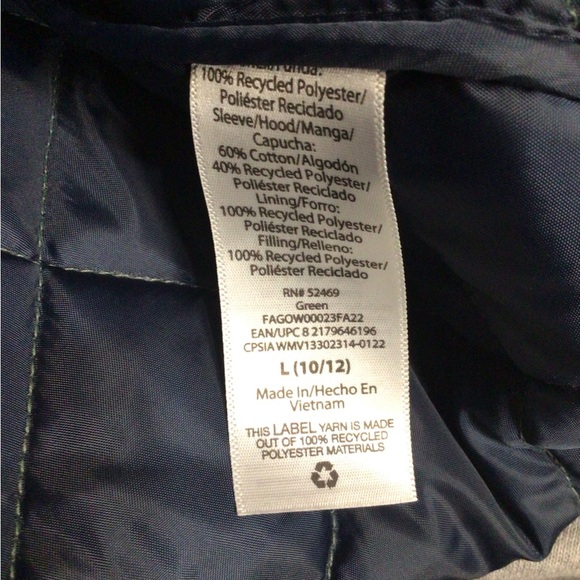 100% Recycled Polyester/
Poliéster Reciclado
Sleeve/Hood/Manga/
Capucha:
60% Cotton/Algodón
40% Recycled Polyester/
Poliéster Reciclado
Lining/Forro:
100% Recycled Polyester/
Poliéster Reciclado
Filling/Relleno:
100% Recycled Polyester/
Poliéster Reciclado
RN# 52469
Green
FAGOW00023FA22
EAN/UPC 8 2179646196
CPSIA WMV13302314-0122
L (10/12)
Made In/Hecho En
Vietnam
THIS LABEL YARN IS MADE
OUT OF 100% RECYCLED
POLYESTER MATERIALS